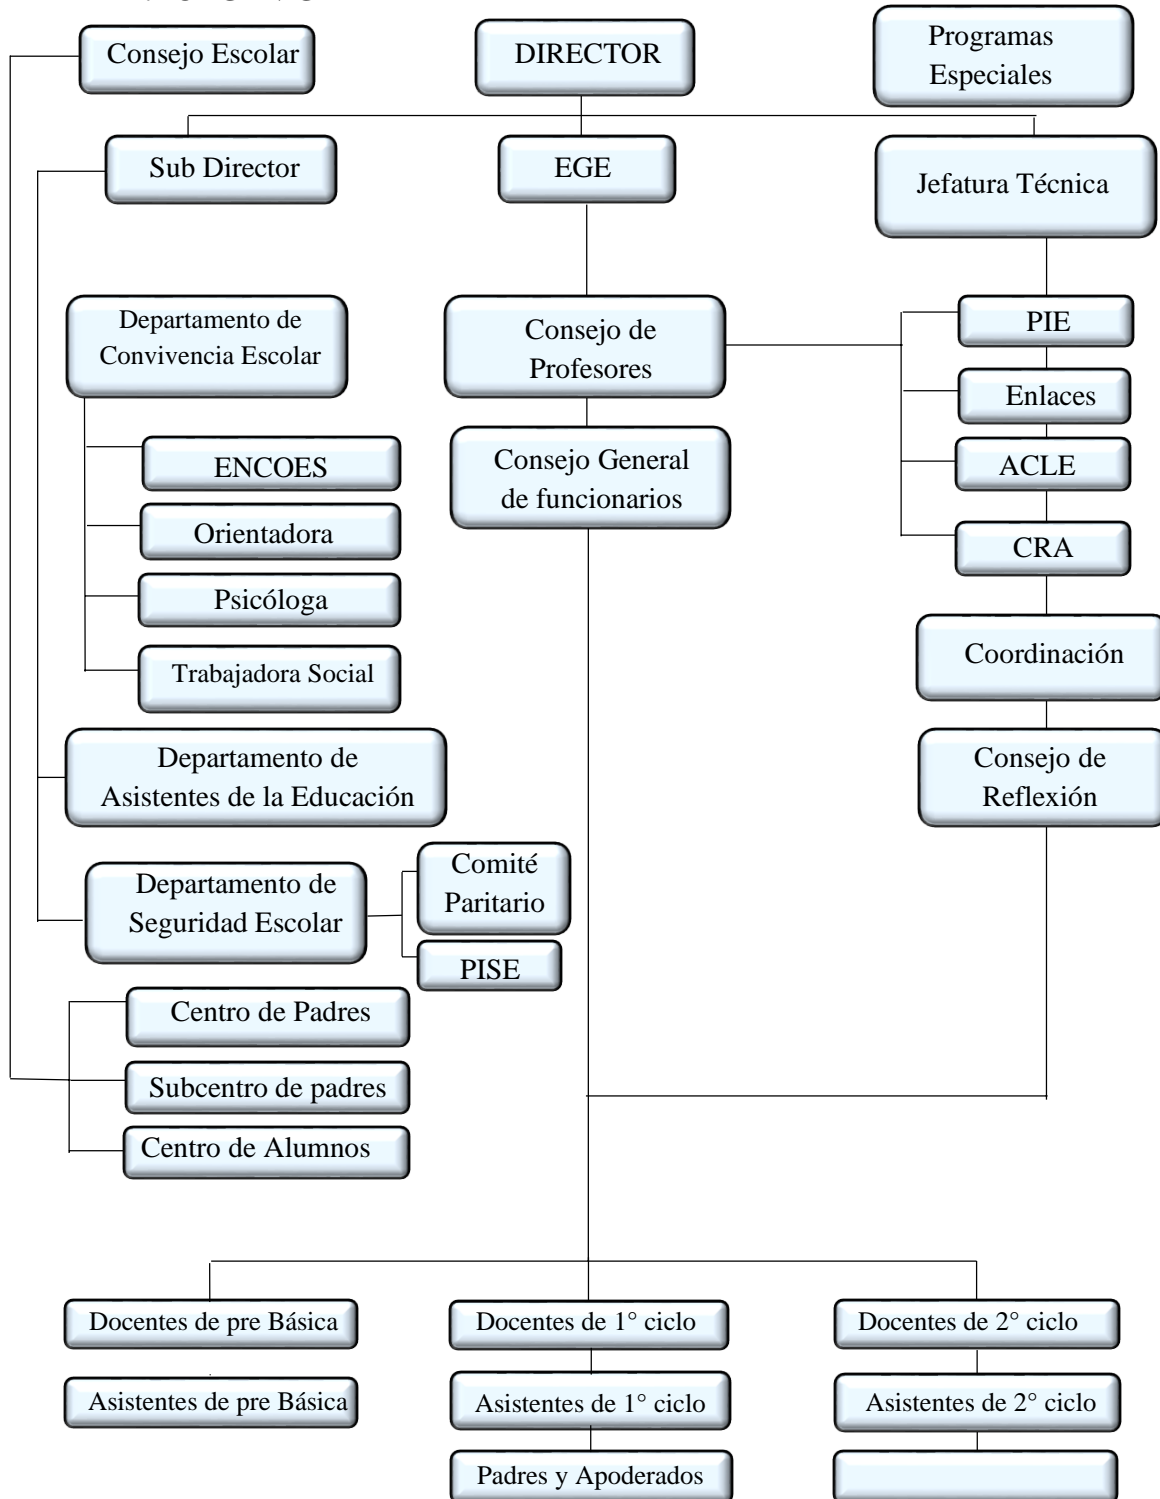 Consejo Escolar
DIRECTOR
Programas
Especiales
Sub Director
EGE
Jefatura Técnica
Departamento de
Convivencia Escolar
Consejo de
Profesores
PIE
Enlaces
ENCOES
Consejo General
de funcionarios
ACLE
Orientadora
CRA
Psicóloga
Trabajadora Social
Coordinación
Departamento de
Asistentes de la Educación
Consejo de
Reflexión
Departamento de
Seguridad Escolar
Comité
Paritario
PISE
Centro de Padres
Subcentro de padres
Centro de Alumnos
Docentes de pre Básica
Docentes de 1° ciclo
Docentes de 2° ciclo
Asistentes de pre Básica
Asistentes de 1° ciclo
Asistentes de 2° ciclo
Padres y Apoderados